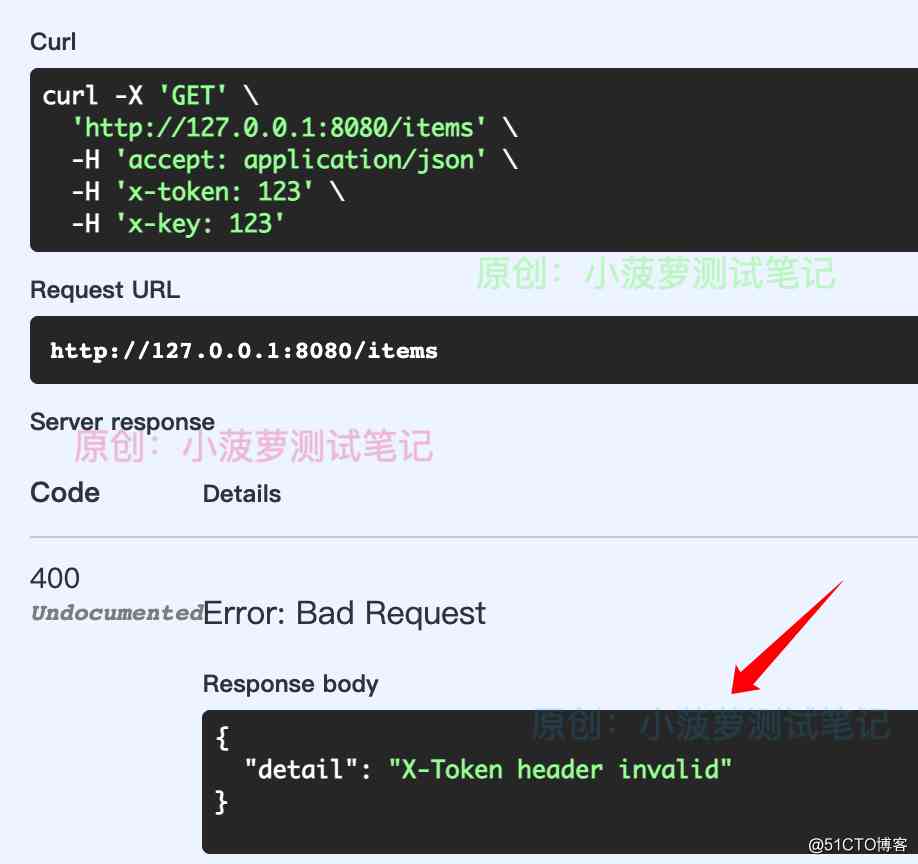 Curl
curl -X 'GET' \
  'http://127.0.0.1:8080/items' \
  -H 'accept: application/json' \
  -H 'x-token: 123' \
  -H 'x-key: 123'
原创：小菠萝测试笔记
Request URL
http://127.0.0.1:8080/items
Server response
原创：小菠萝测试笔记
Code Details
400
Undocumented Error: Bad Request
Response body
原创：小菠萝测试笔记
{
  "detail": "X-Token header invalid"
}
@51CTO博客